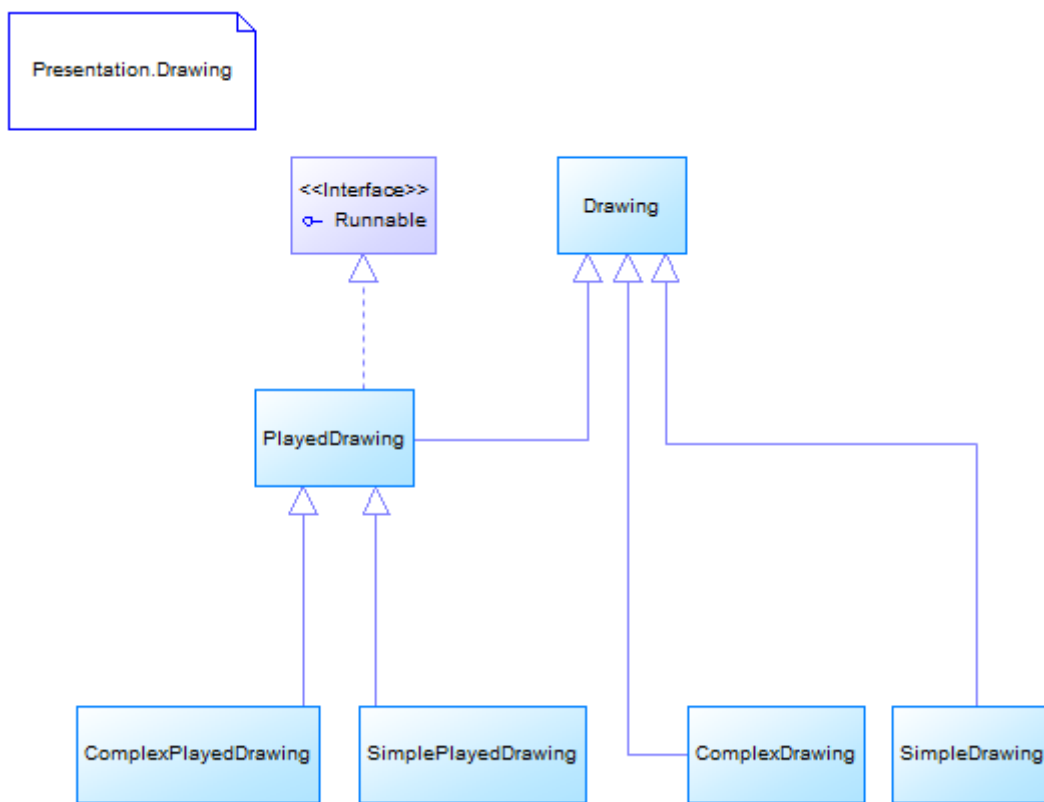 Presentation.Drawing
<<Interface>>
Runnable
Drawing
PlayedDrawing
ComplexPlayedDrawing
SimplePlayedDrawing
ComplexDrawing
SimpleDrawing